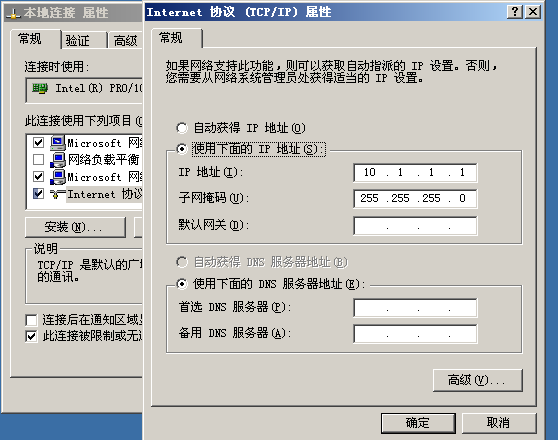 本地连接 属性
常规
验证
高级
连接时使用:
Intel(R) PRO/10
此连接使用下列项目(
Microsoft 网
网络负载平衡
Microsoft 网
Internet 协议
安装(N)...
说明
TCP/IP 是默认的广
的通讯。
连接后在通知区域
此连接被限制或无
Internet 协议 (TCP/IP) 属性
常规
如果网络支持此功能，则可以获取自动指派的 IP 设置。否则，
您需要从网络系统管理员处获得适当的 IP 设置。
自动获得 IP 地址(O)
使用下面的 IP 地址(S):
IP 地址(I): 10 . 1 . 1 . 1
子网掩码(U): 255 .255 .255 . 0
默认网关(D): . . .
自动获得 DNS 服务器地址(B)
使用下面的 DNS 服务器地址(E):
首选 DNS 服务器(P): . . .
备用 DNS 服务器(A): . . .
高级(V)...
确定
取消